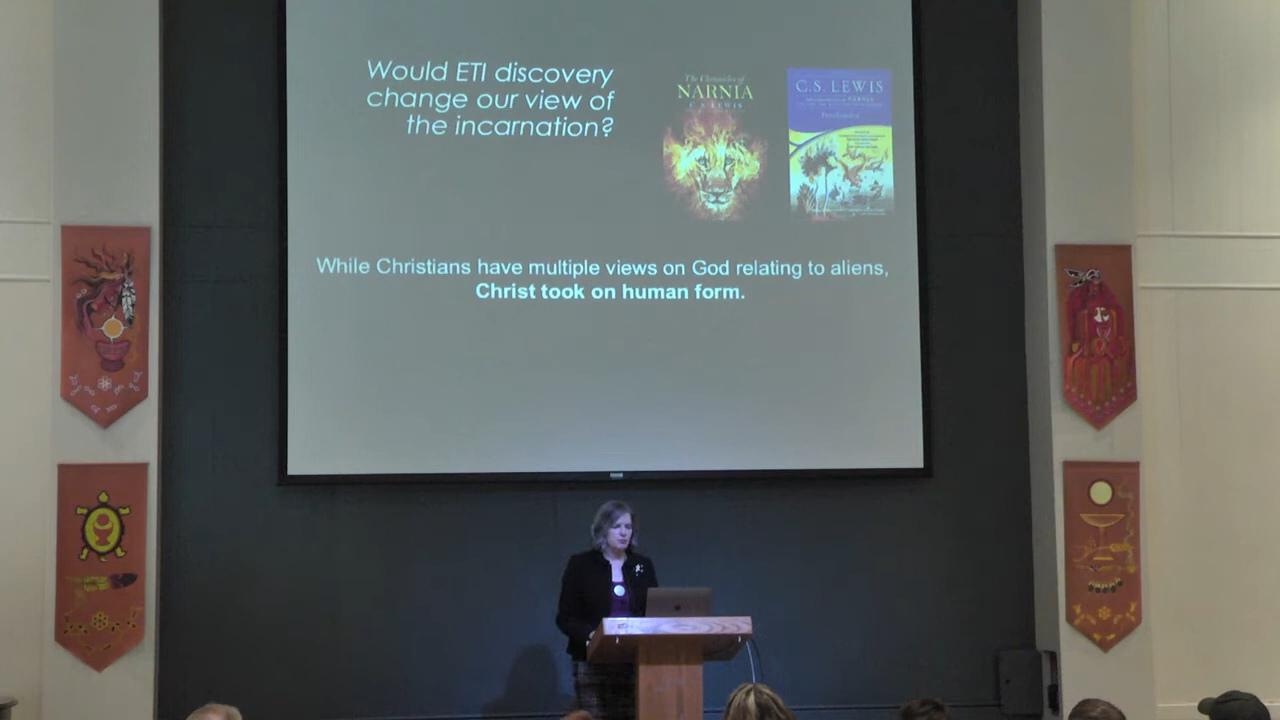 Would ETI discovery
change our view of
the incarnation?
The Chronicles of
NARNIA
C.S. LEWIS
C.S. LEWIS
While Christians have multiple views on God relating to aliens,
Christ took on human form.